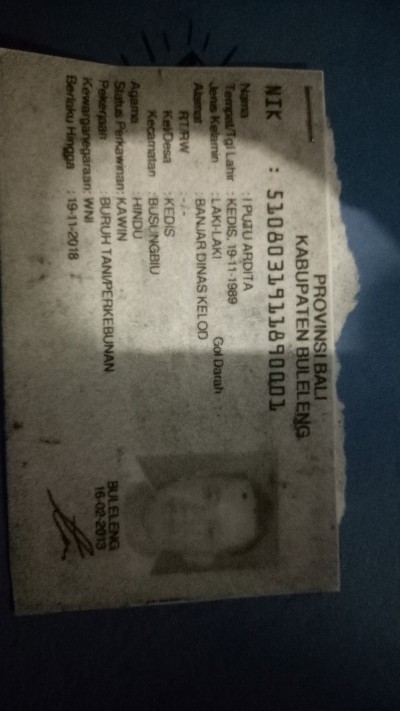 PROVINSI BALI
KABUPATEN BULELENG
NIK : 5108031911890001
Nama : I PUTU ARDITA
Tempat/Tgl Lahir : KEDIS, 19-11-1989
Jenis Kelamin : LAKI-LAKI Gol Darah : -
Alamat : BANJAR DINAS KELOD
RT/RW : -/-
Kel/Desa : KEDIS
Kecamatan : BUSUNGBIU
Agama : HINDU
Status Perkawinan: KAWIN
Pekerjaan : BURUH TANI/PERKEBUNAN
Kewarganegaraan: WNI
Berlaku Hingga : 19-11-2018
BULELENG
16-02-2013